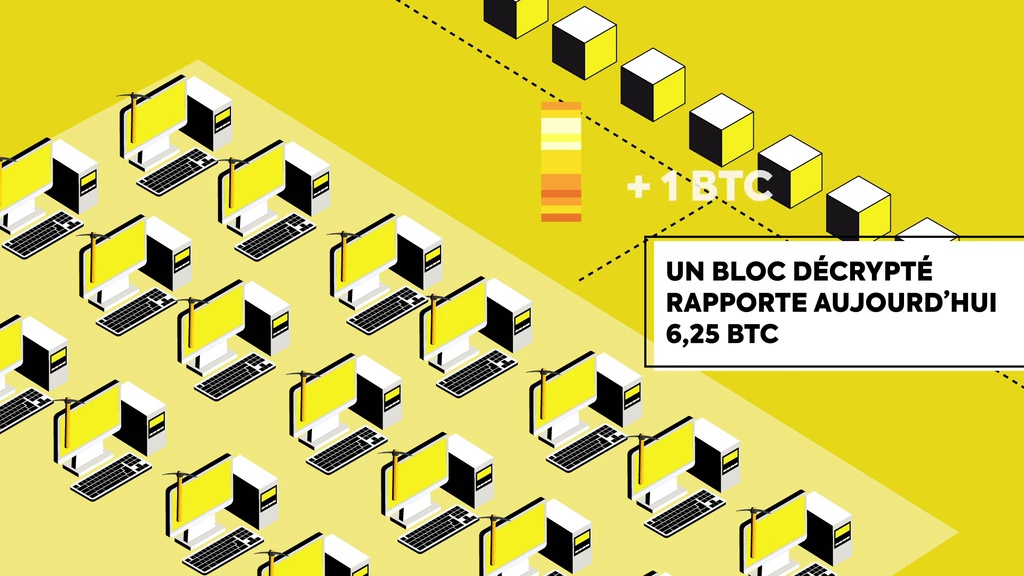 + 1 BTC
UN BLOC DÉCRYPTÉ
RAPPORTE AUJOURD’HUI
6,25 BTC